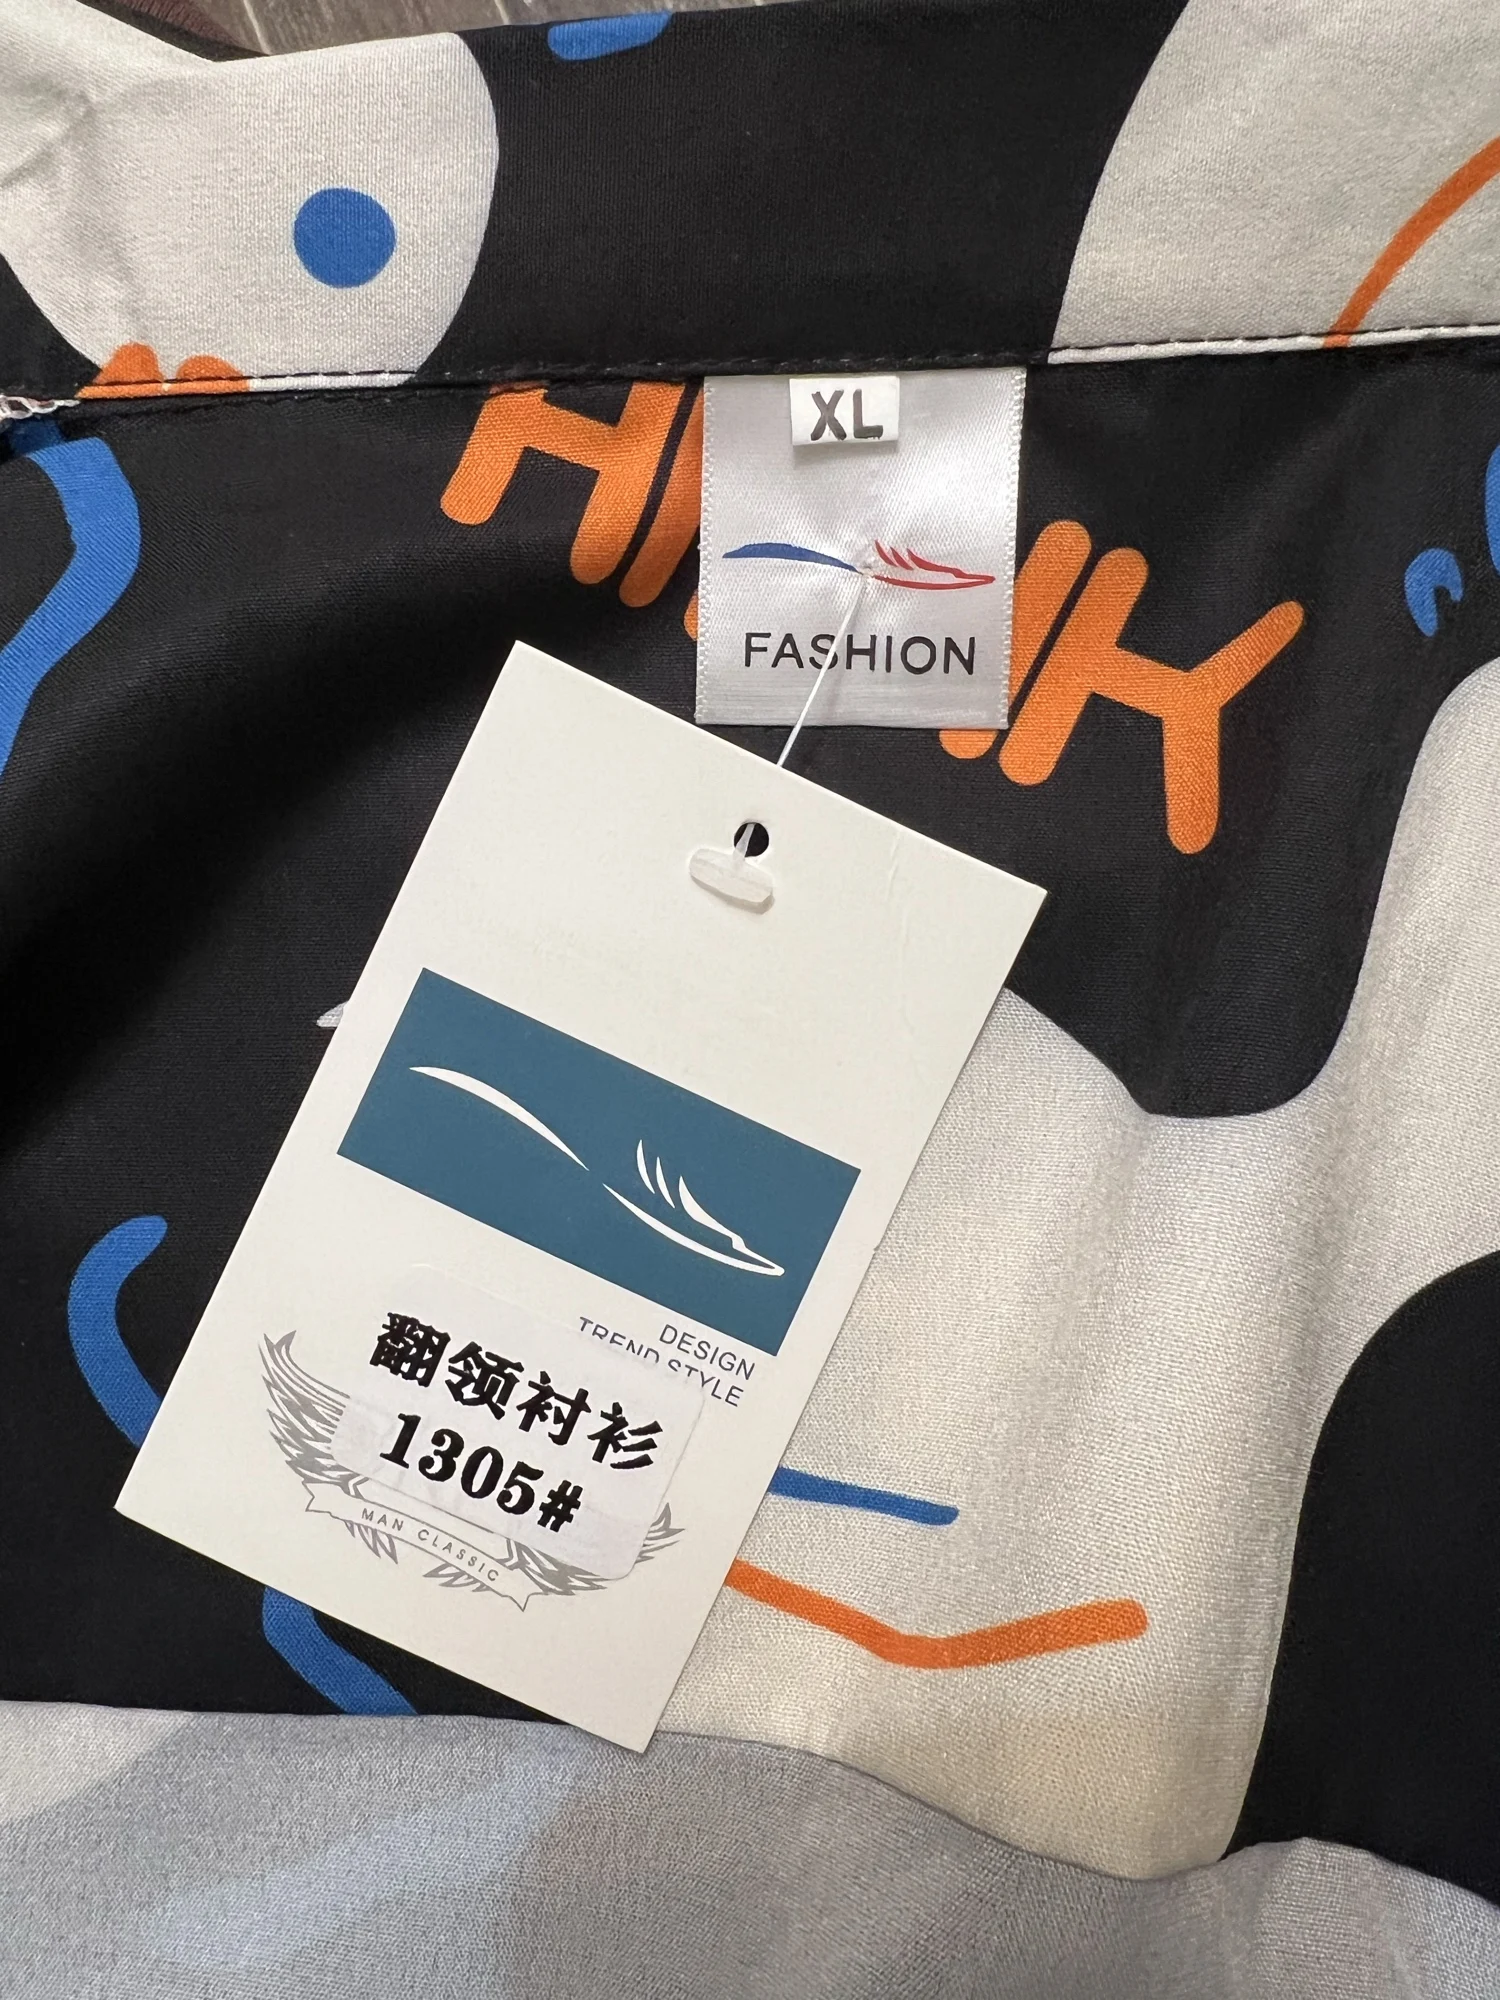 XL
FASHION
DESIGN
TREND STYLE
翻领衬衫
1305#
MAN CLASSIC